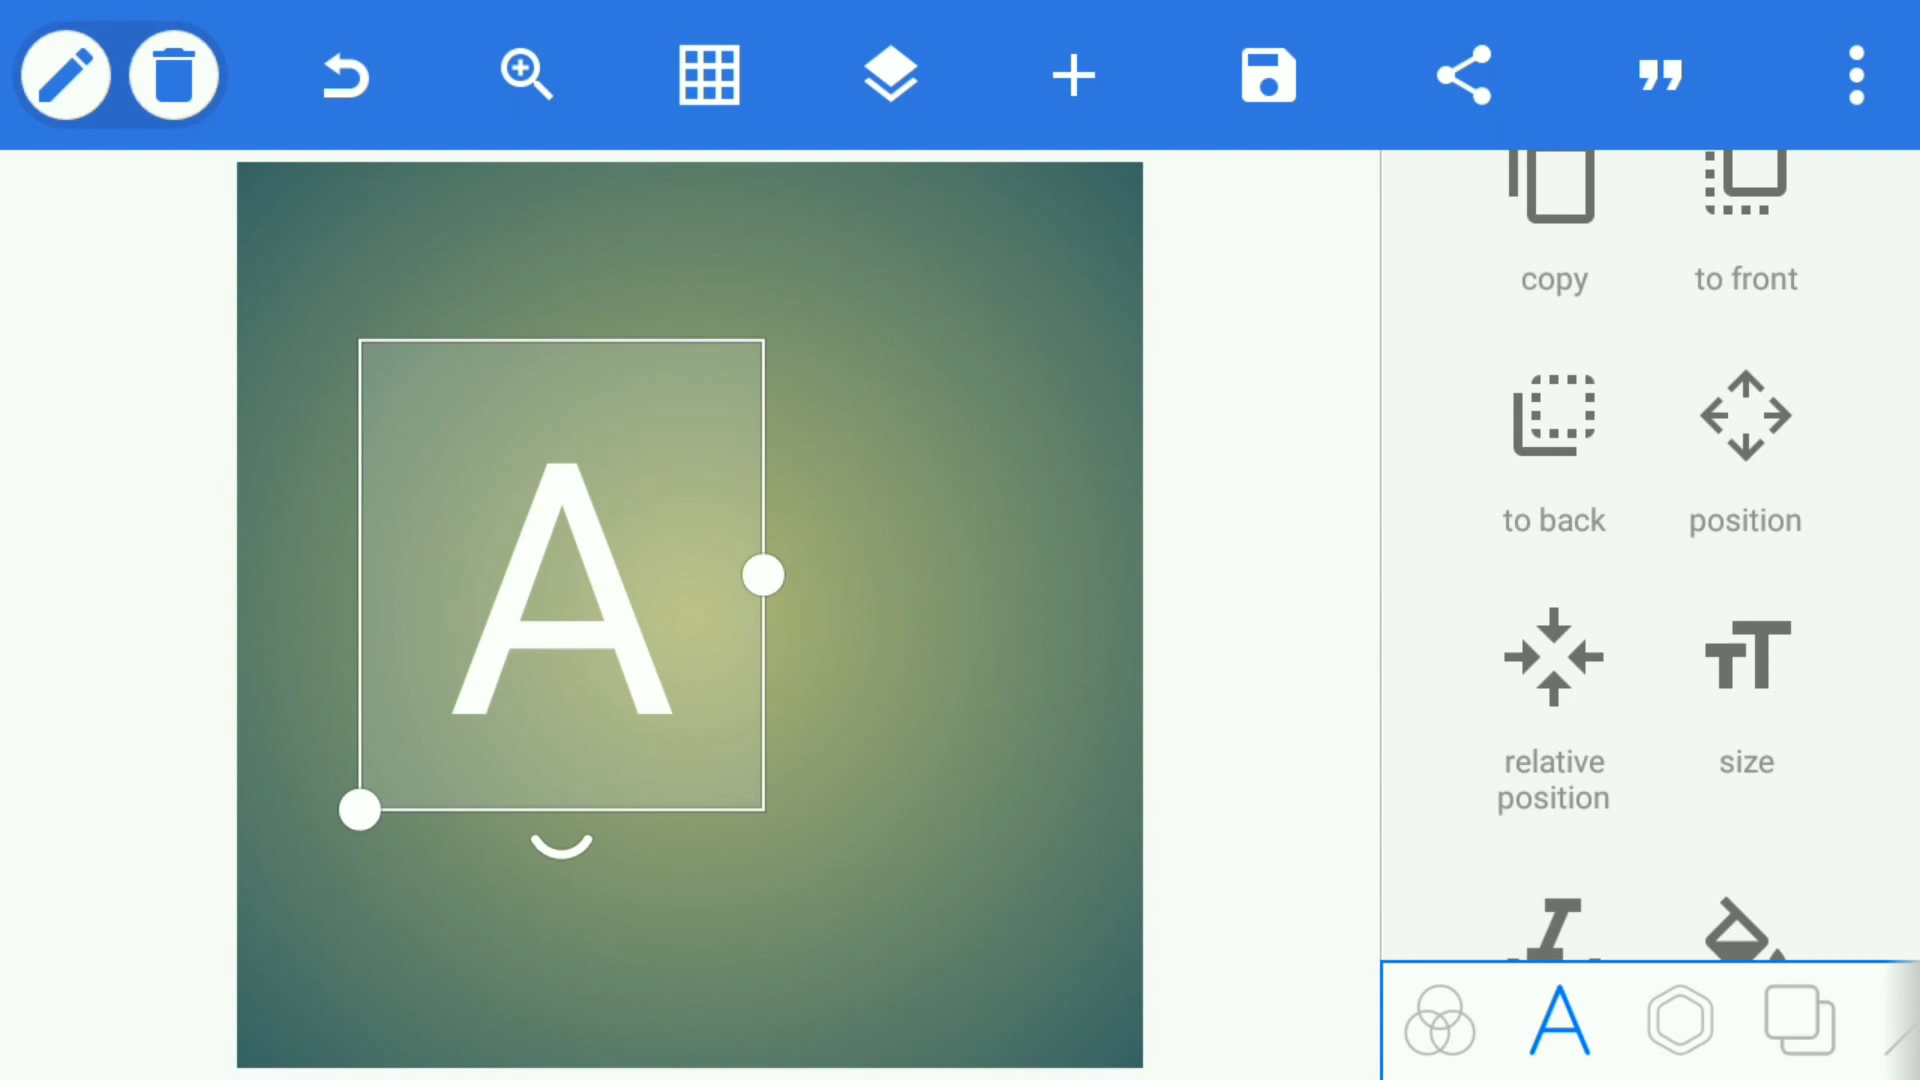 A
copy
to front
to back
position
relative
position
size